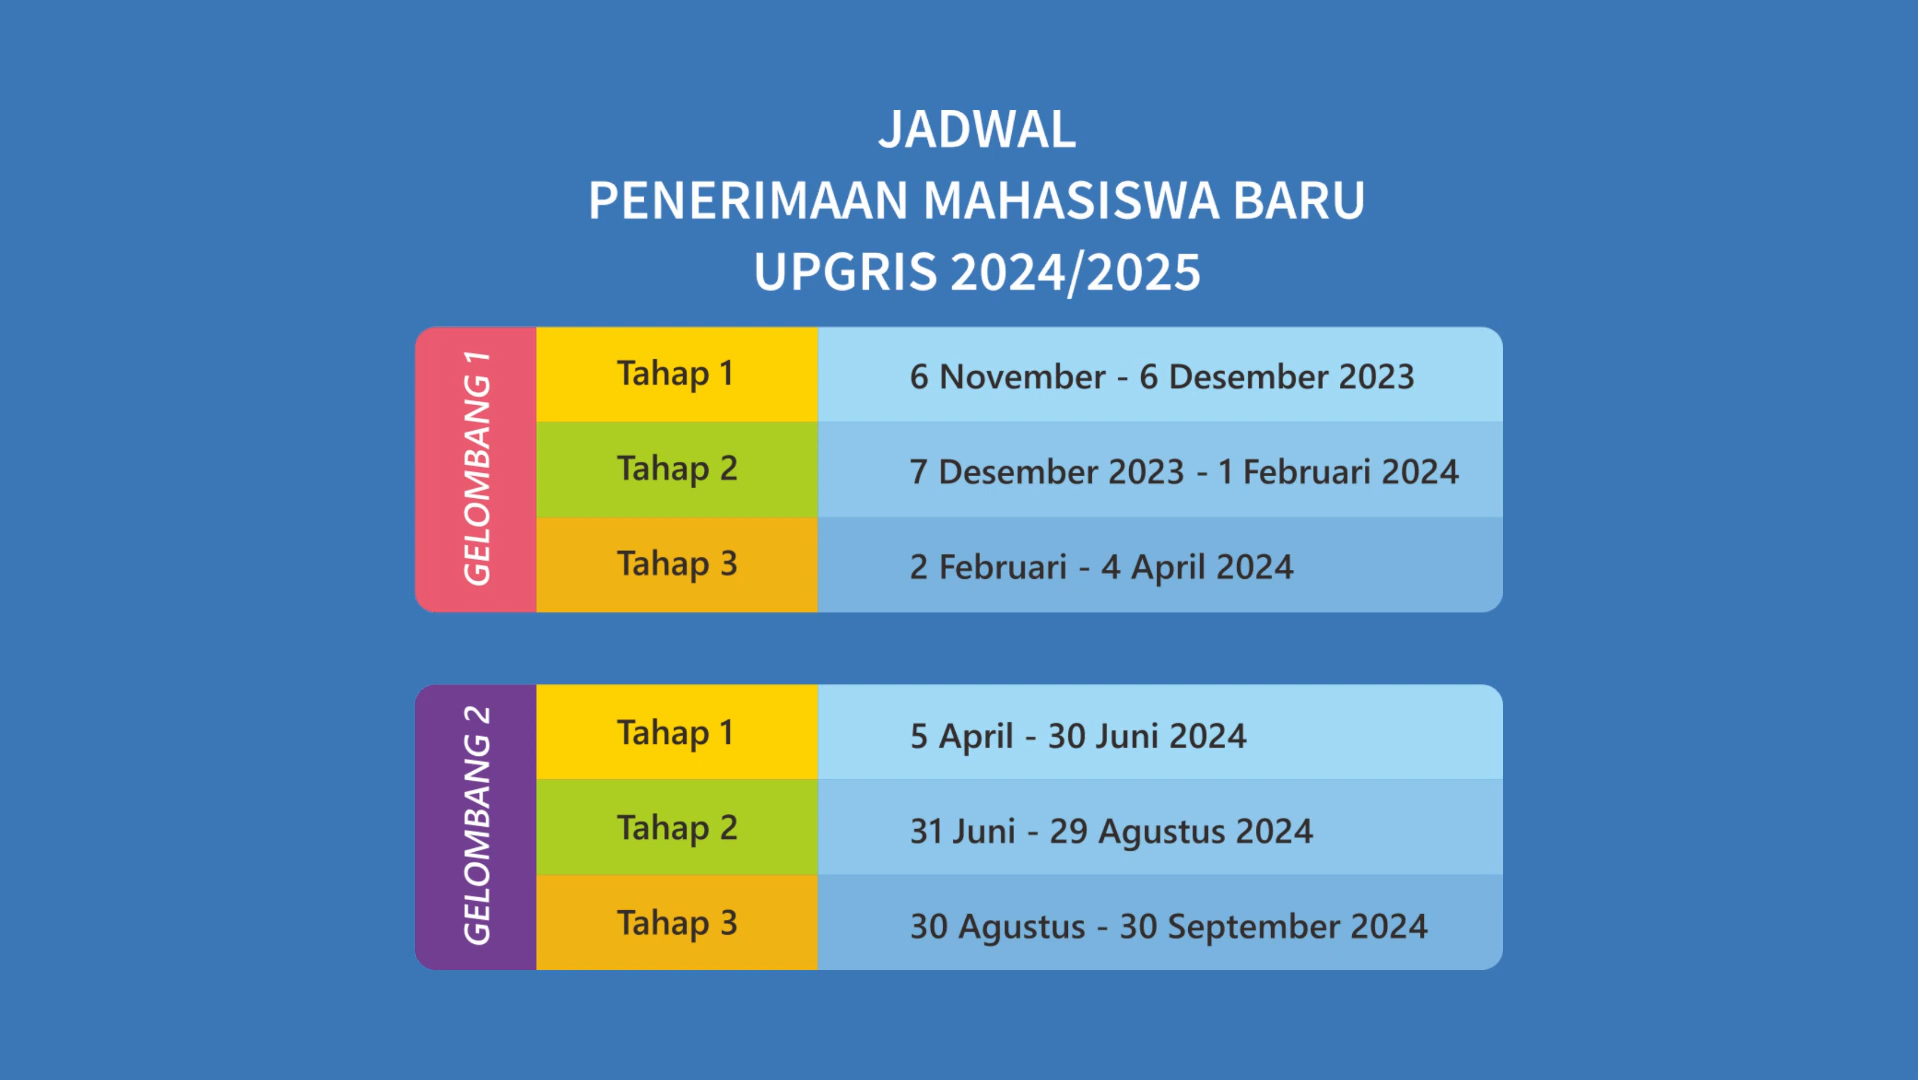 JADWAL
PENERIMAAN MAHASISWA BARU
UPGRIS 2024/2025
GELOMBANG 1
Tahap 1 6 November - 6 Desember 2023
Tahap 2 7 Desember 2023 - 1 Februari 2024
Tahap 3 2 Februari - 4 April 2024
GELOMBANG 2
Tahap 1 5 April - 30 Juni 2024
Tahap 2 31 Juni - 29 Agustus 2024
Tahap 3 30 Agustus - 30 September 2024